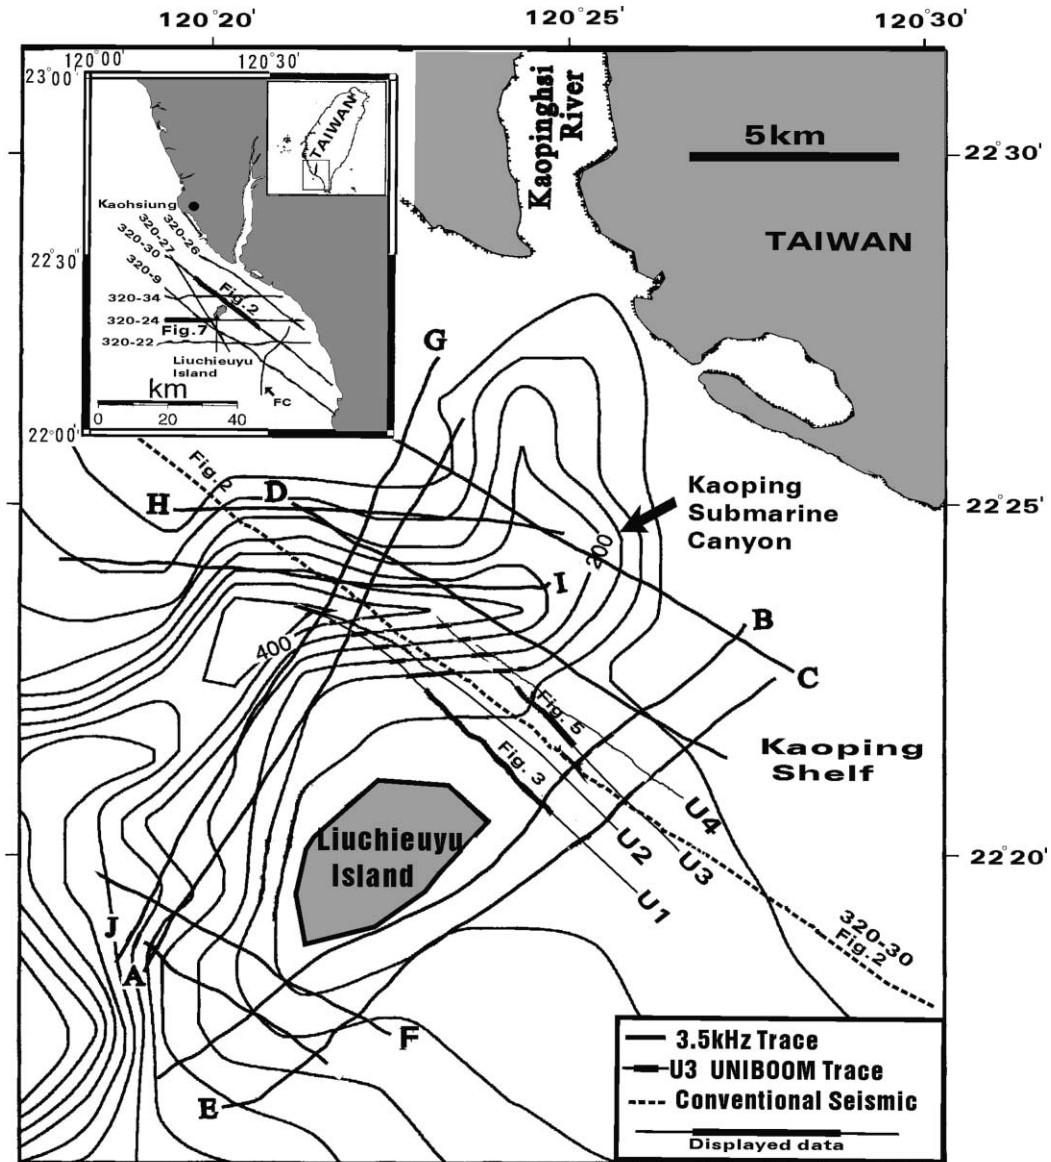 120°20'
120°25'
120°30'
120°00'
120°30'
23°00'
TAIWAN
Kaohsiung
320-26
320-27
320-30
320-9
22°30'
320-34
Fig.2
320-24
Fig.7
320-22
Liuchieuyu
Island
km
FC
0 20 40
22°00'
Kaopinghsi
River
5km
22°30'
TAIWAN
G
Fig. 2
H
D
Kaoping
Submarine
Canyon
22°25'
200
I
B
400
C
Fig. 5
Fig. 3
Kaoping
Shelf
U4
U2
U3
U1
Liuchieuyu
Island
22°20'
320-30
Fig.2
J
A
F
E
3.5kHz Trace
U3 UNIBOOM Trace
Conventional Seismic
Displayed data